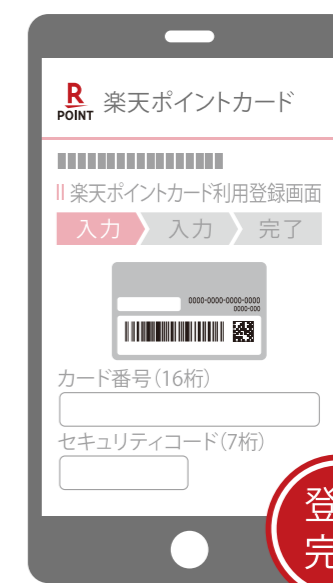 R
POINT 楽天ポイントカード
楽天ポイントカード利用登録画面
入力 入力 完了
0000-0000-0000-0000
0000-000
カード番号(16桁)
セキュリティコード(7桁)
登
完